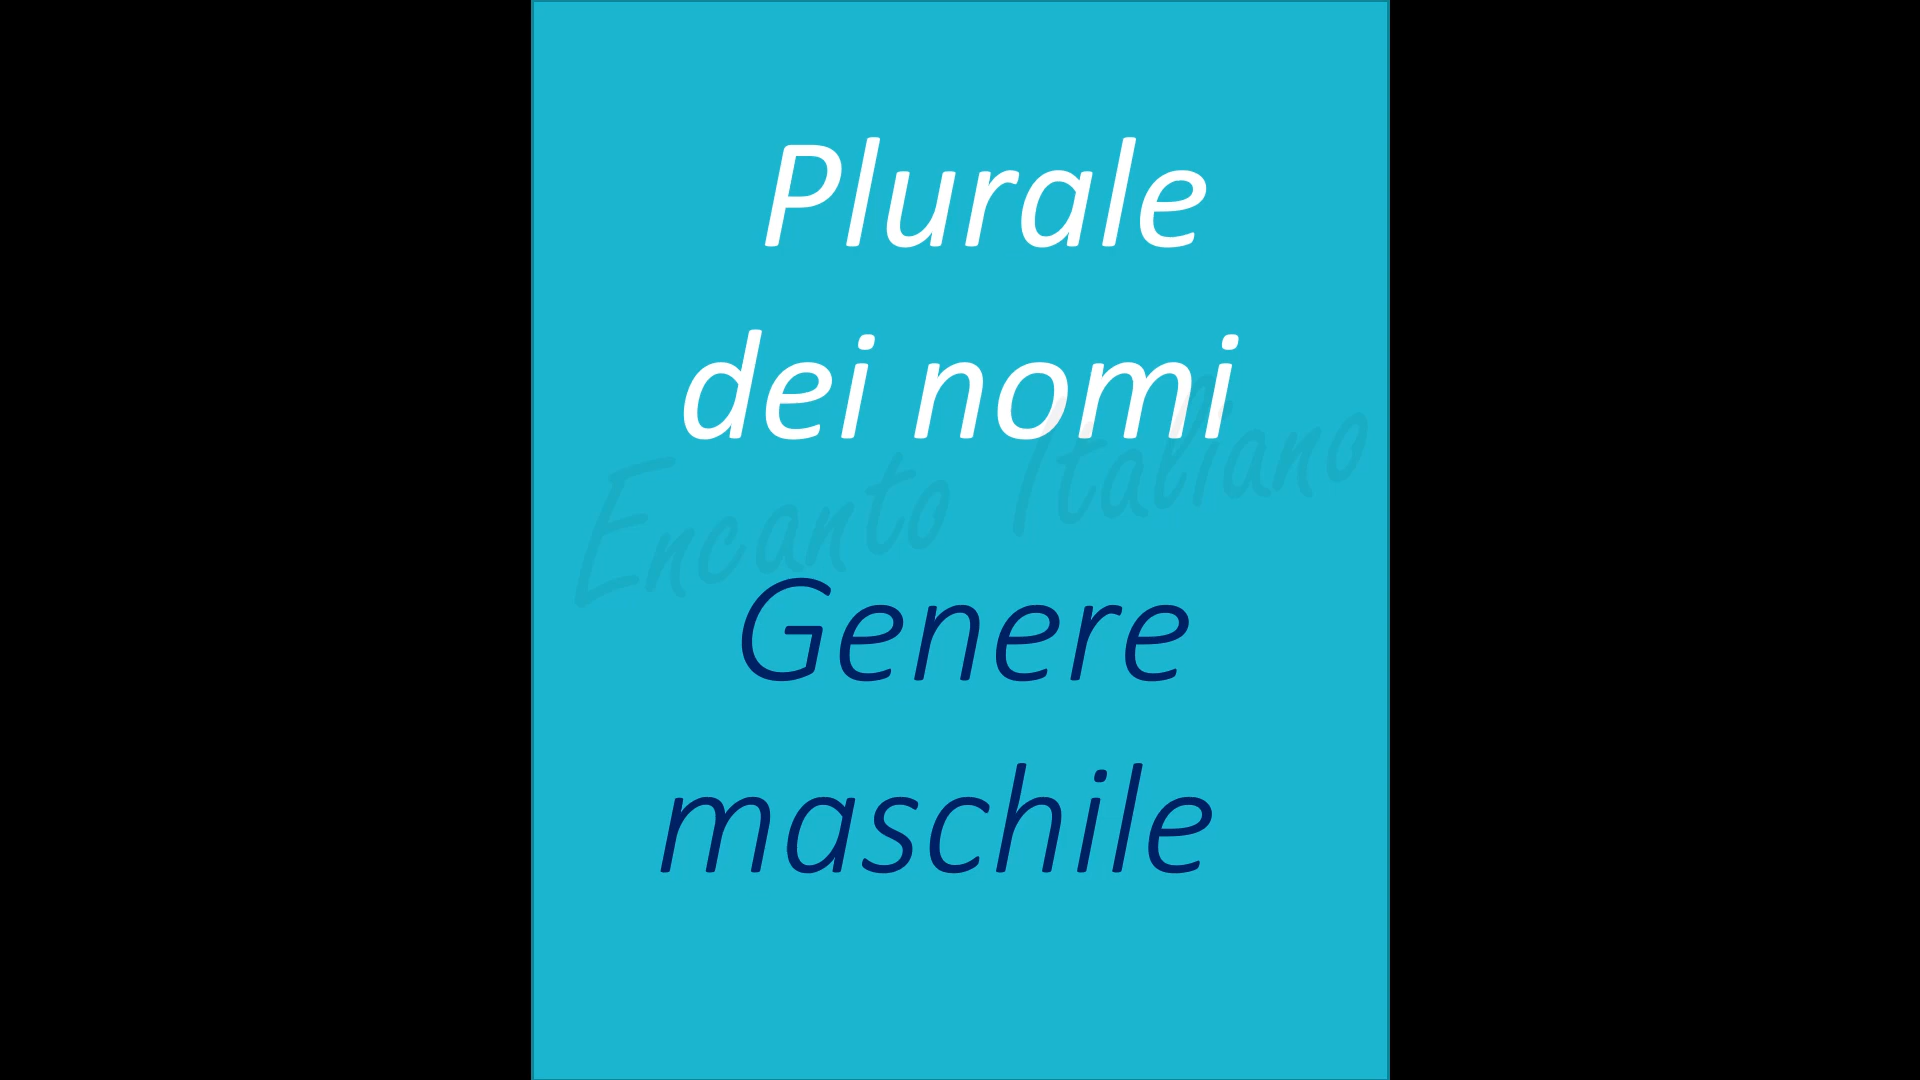 Plurale
dei nomi
Encanto Italiano
Genere
maschile